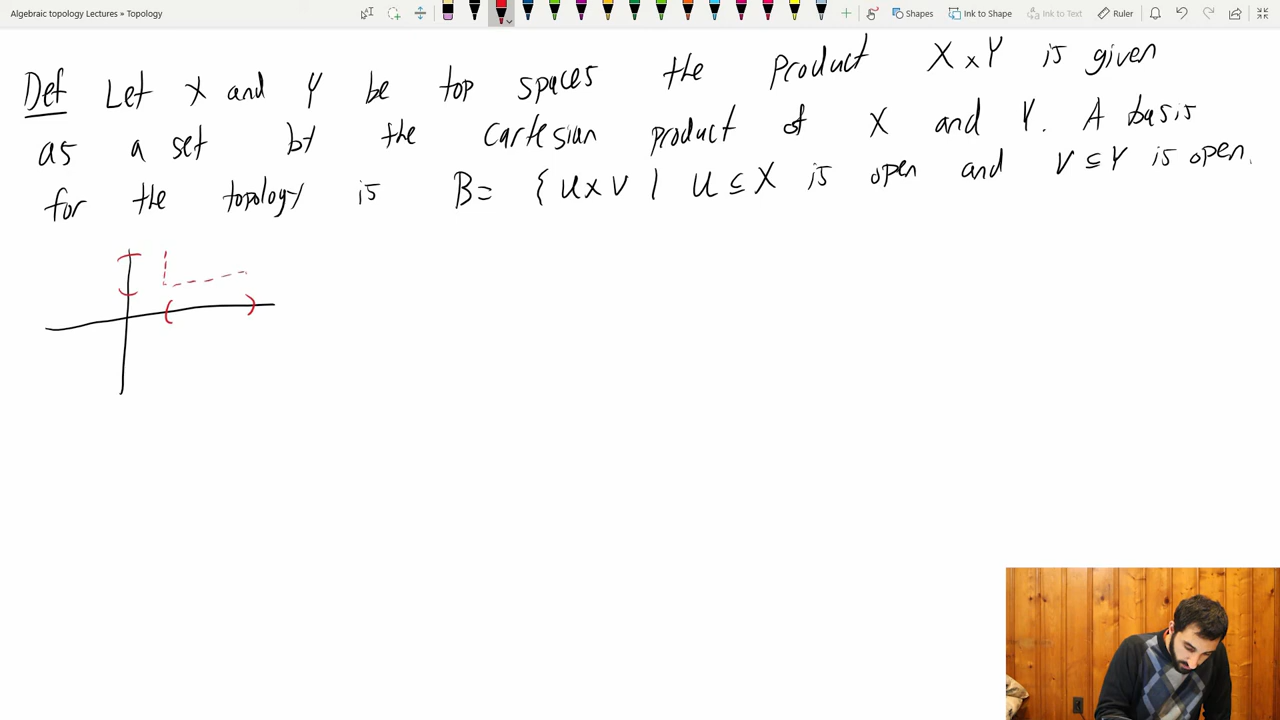 Algebraic topology Lectures » Topology
Shapes
Ink to Shape
Ink to Text
Ruler
Def Let X and Y be top spaces the Product X x Y is given
as a set by the Cartesian product of X and Y. A basis
for the topology is B= { U x V | U ⊆ X is open and V ⊆ Y is open.